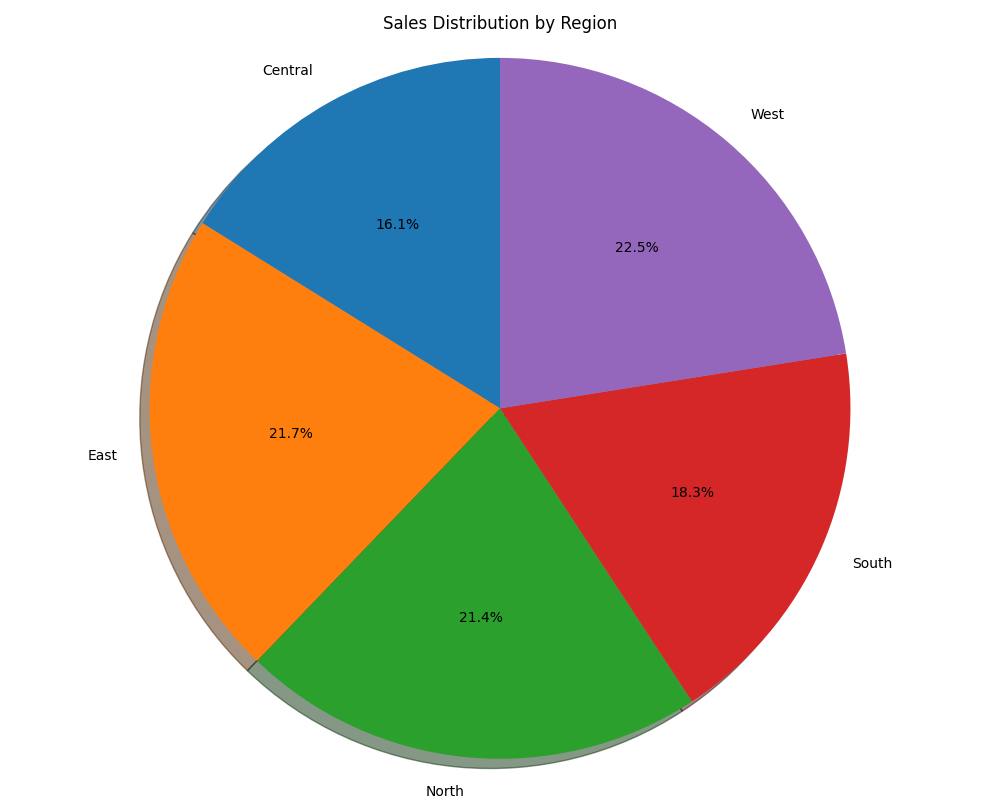 Sales Distribution by Region
Central
West
16.1%
22.5%
East
21.7%
18.3%
South
21.4%
North